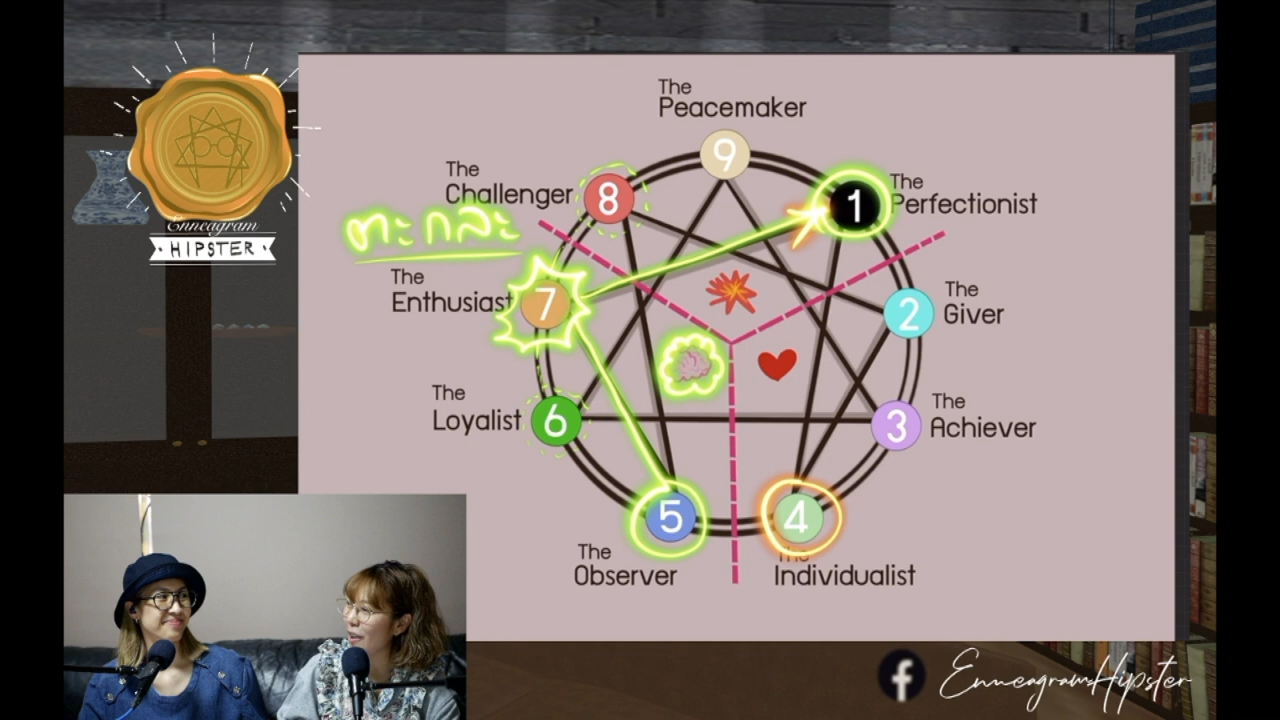 The
Peacemaker
9
The
Challenger
8
1
The
Perfectionist
ตะกละ
Enneagram
HIPSTER
The
Enthusiast
7
2
The
Giver
The
Loyalist
6
3
The
Achiever
5
4
The
Observer
The
Individualist
f
EnneagramHipster